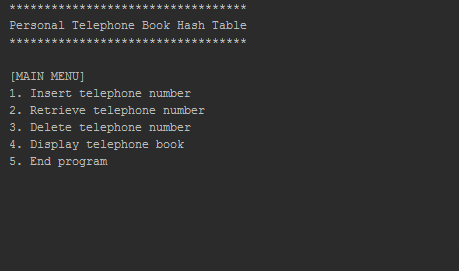 **********************************
Personal Telephone Book Hash Table
**********************************
[MAIN MENU]
1. Insert telephone number
2. Retrieve telephone number
3. Delete telephone number
4. Display telephone book
5. End program